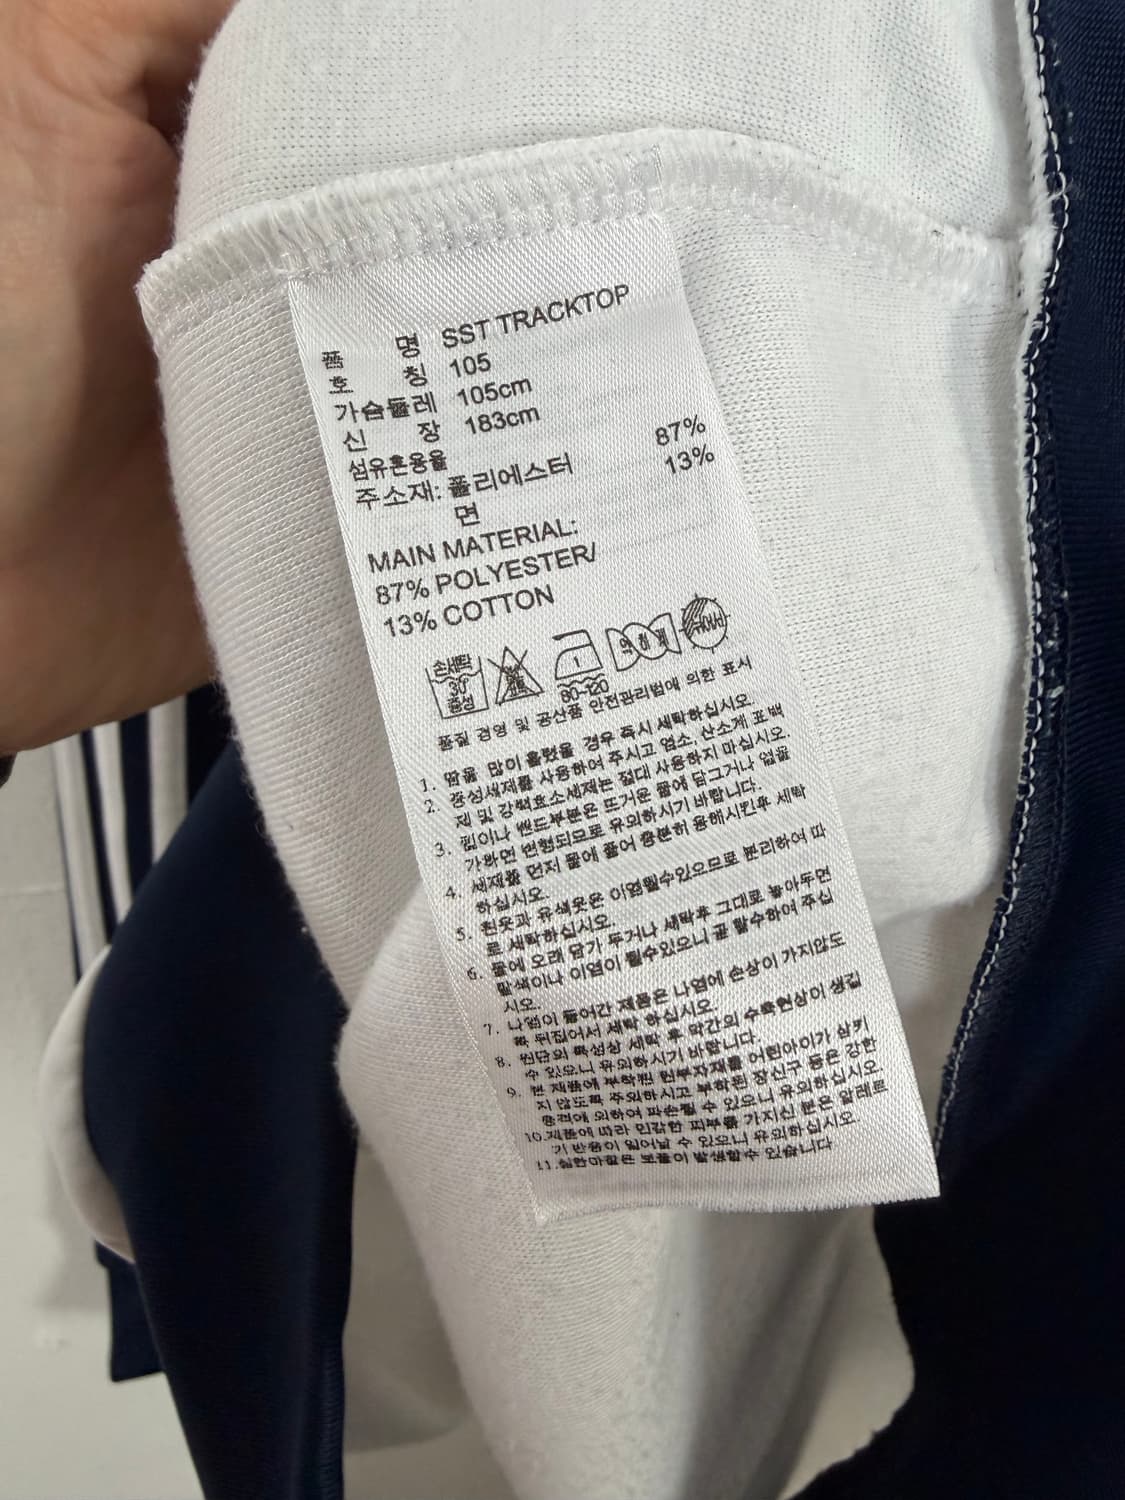 품 명 SST TRACKTOP
호 칭 105
가슴둘레 105cm
신 장 183cm
섬유혼용율
주소재: 폴리에스터 87%
면 13%
MAIN MATERIAL:
87% POLYESTER/
13% COTTON
손세탁
30°
중성
80-120
품질 경영 및 공산품 안전관리법에 의한 표시
1. 땀을 많이 흘렸을 경우 즉시 세탁하십시오.
2. 중성세제를 사용하여 주시고 염소, 산소계 표백
제 및 강력효소세제는 절대 사용하지 마십시오.
3. 립이나 밴드부분은 뜨거운 물에 담그거나 열을
가하면 변형되므로 유의하시기 바랍니다.
4. 세제를 먼저 물에 풀어 충분히 용해시킨후 세탁
하십시오.
5. 흰옷과 유색옷은 이염될수있으므로 분리하여 따
로 세탁하십시오.
6. 물에 오래 담가 두거나 세탁후 그대로 놓아두면
탈색이나 이염이 될수있으니 곧 탈수하여 주십
시오.
7. 나염이 들어간 제품은 나염에 손상이 가지않도
록 뒤집어서 세탁 하십시오.
8. 원단의 특성상 세탁 후 약간의 수축현상이 생길
수 있으니 유의하시기 바랍니다.
9. 본 제품에 부착된 원부자재를 어린아이가 삼키
지 않도록 주의하시고 부착된 장신구 등은 강한
충격에 의하여 파손될 수 있으니 유의하십시오.
10.제품에 따라 민감한 피부를 가지신 분은 알레르
기 반응이 일어날 수 있으니 유의하십시오.
11.심한마찰은 보풀이 발생할수 있습니다